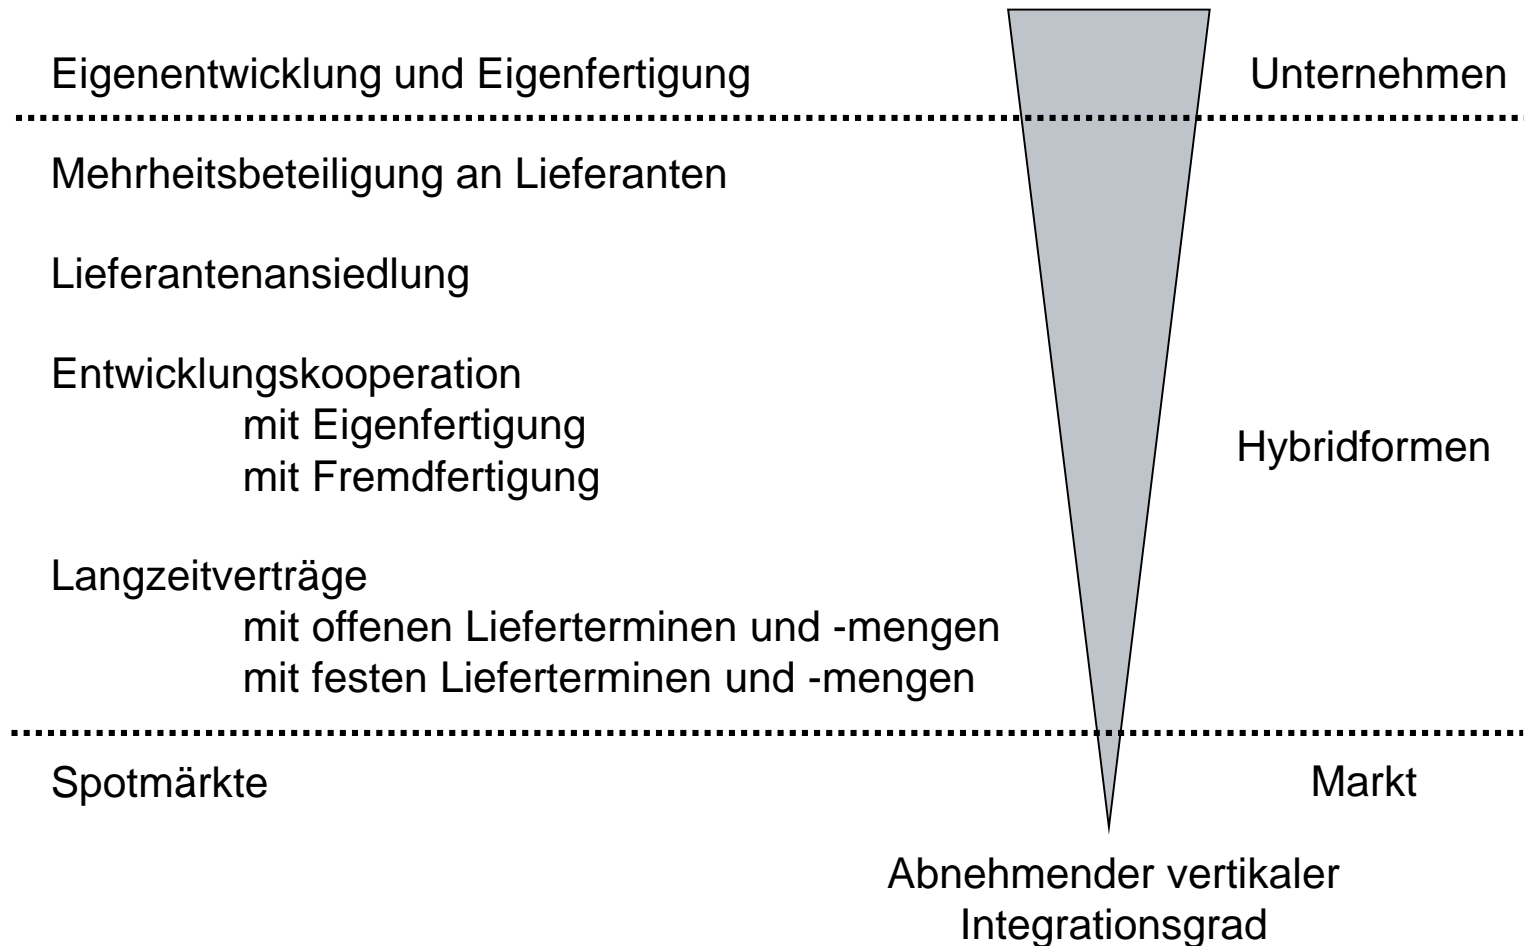 Eigenentwicklung und Eigenfertigung
Unternehmen
Mehrheitsbeteiligung an Lieferanten
Lieferantenansiedlung
Entwicklungskooperation
mit Eigenfertigung
mit Fremdfertigung
Hybridformen
Langzeitverträge
mit offenen Lieferterminen und -mengen
mit festen Lieferterminen und -mengen
Spotmärkte
Markt
Abnehmender vertikaler
Integrationsgrad